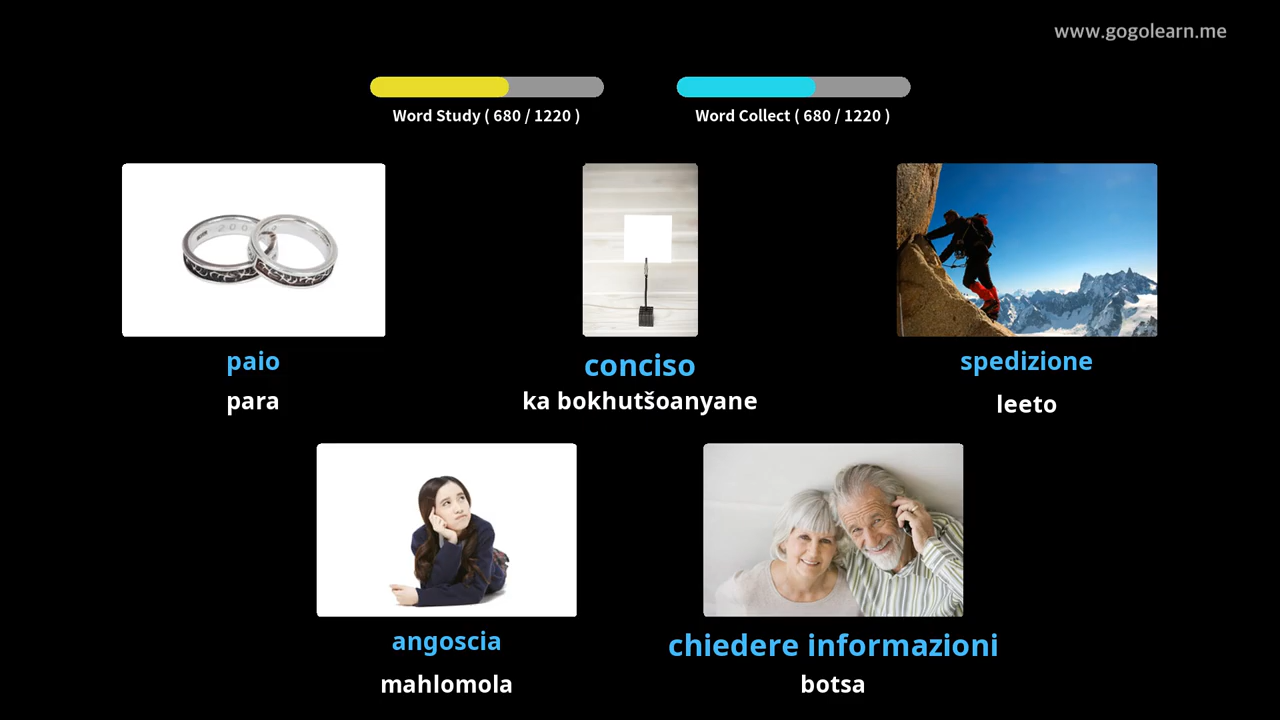 www.gogolearn.me
Word Study ( 680 / 1220 )
Word Collect ( 680 / 1220 )
paio
para
conciso
ka bokhutšoanyane
spedizione
leeto
angoscia
mahlomola
chiedere informazioni
botsa